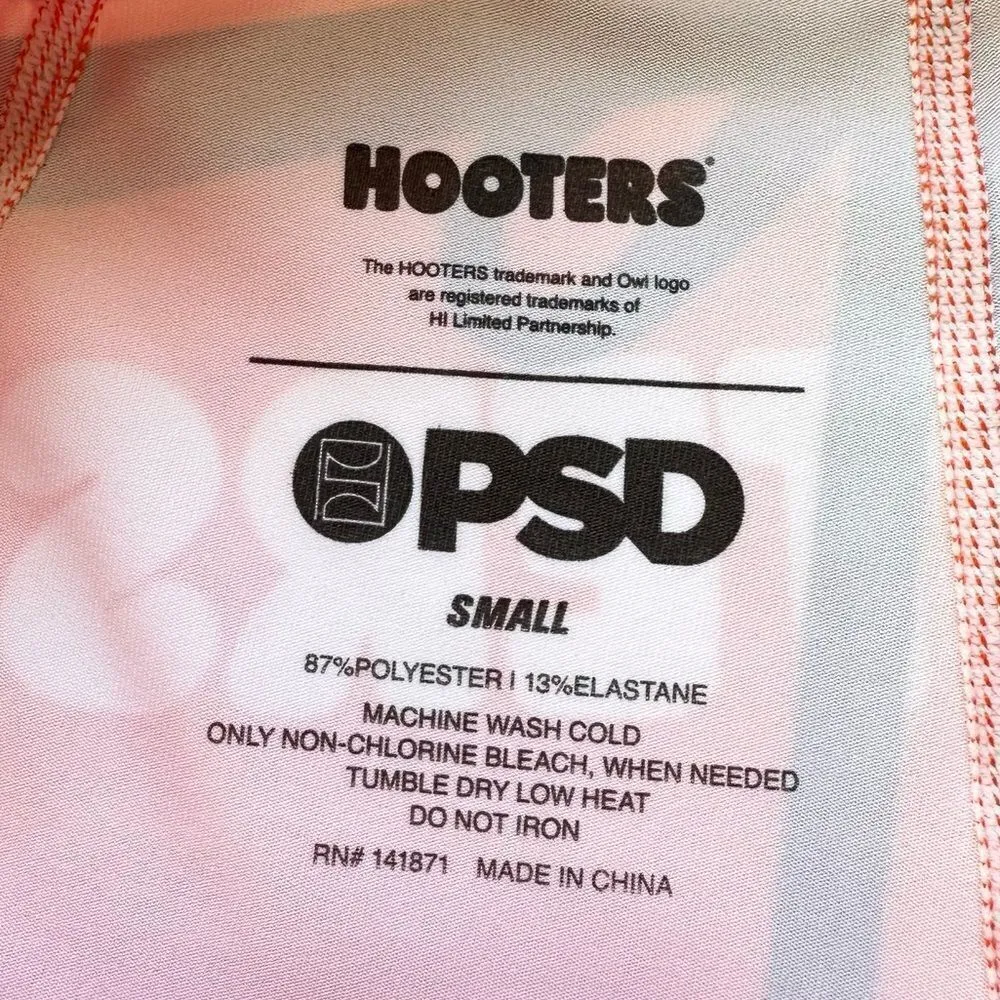 HOOTERS®
The HOOTERS trademark and Owl logo
are registered trademarks of
HI Limited Partnership.
PSD
SMALL
87%POLYESTER | 13%ELASTANE
MACHINE WASH COLD
ONLY NON-CHLORINE BLEACH, WHEN NEEDED
TUMBLE DRY LOW HEAT
DO NOT IRON
RN# 141871 MADE IN CHINA